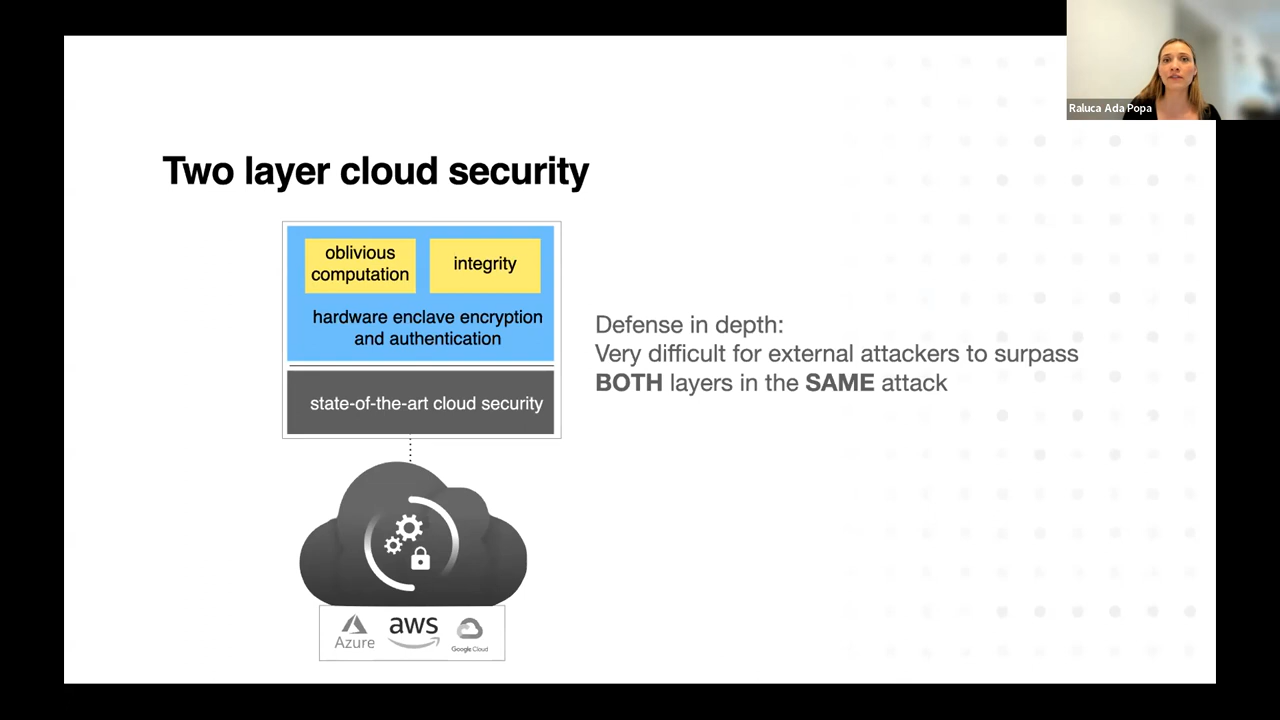 Raluca Ada Popa
Two layer cloud security
oblivious
computation
integrity
hardware enclave encryption
and authentication
state-of-the-art cloud security
Defense in depth:
Very difficult for external attackers to surpass
BOTH layers in the SAME attack
Azure
aws
Google Cloud